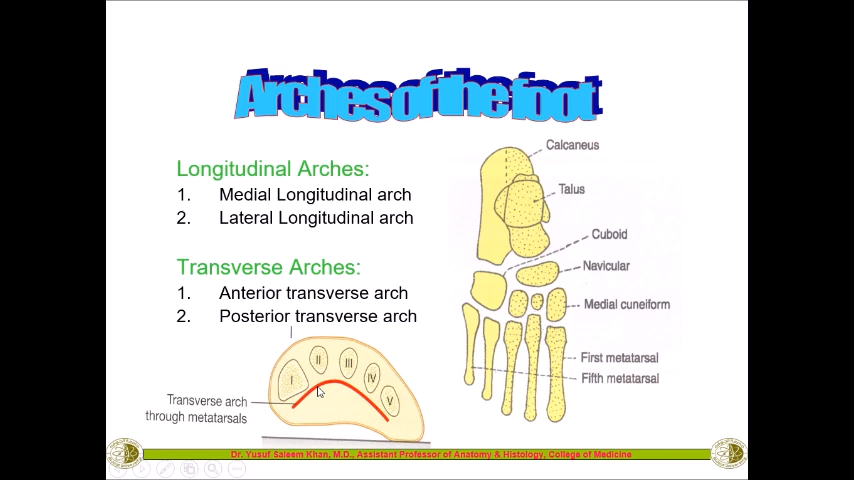 Arches of the foot
Longitudinal Arches:
1. Medial Longitudinal arch
2. Lateral Longitudinal arch
Transverse Arches:
1. Anterior transverse arch
2. Posterior transverse arch
I
II
III
IV
V
Transverse arch
through metatarsals
Calcaneus
Talus
Cuboid
Navicular
Medial cuneiform
First metatarsal
Fifth metatarsal
Dr. Yusuf Saleem Khan, M.D., Assistant Professor of Anatomy & Histology, College of Medicine